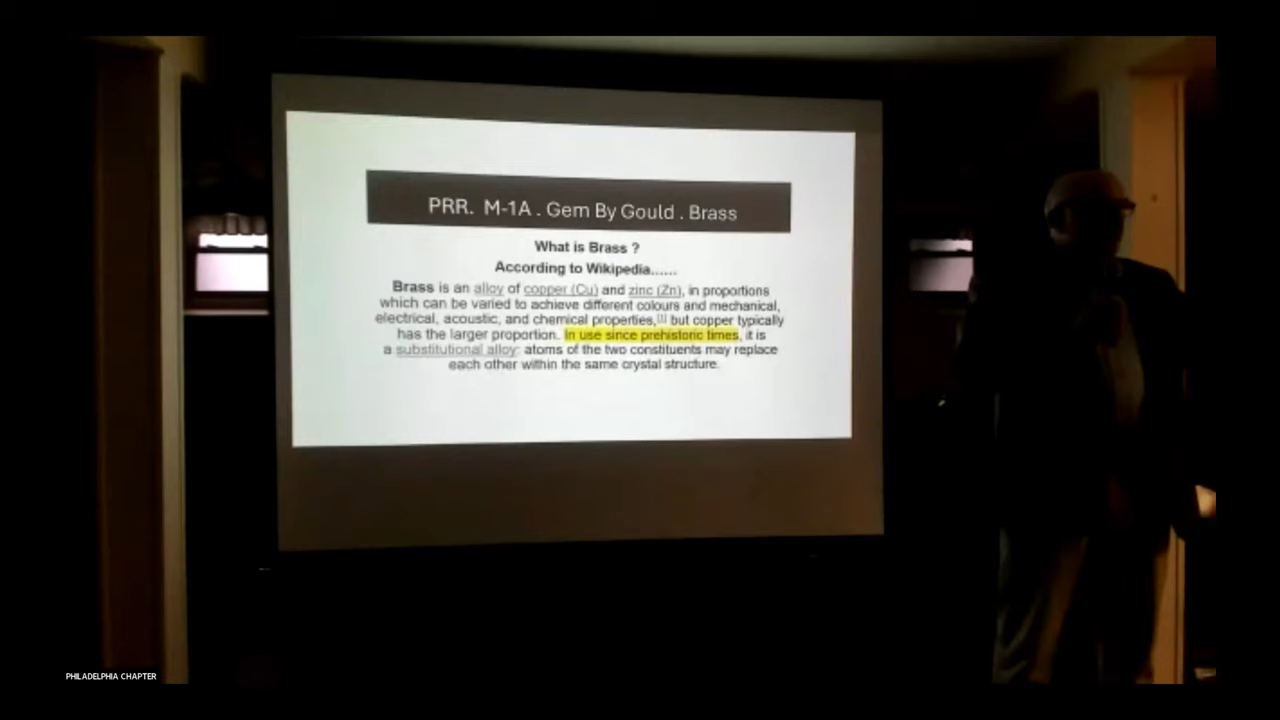 PRR. M-1A . Gem By Gould . Brass
What is Brass ?
According to Wikipedia......
Brass is an alloy of copper (Cu) and zinc (Zn), in proportions
which can be varied to achieve different colours and mechanical,
electrical, acoustic, and chemical properties,[1] but copper typically
has the larger proportion. In use since prehistoric times, it is
a substitutional alloy: atoms of the two constituents may replace
each other within the same crystal structure.
PHILADELPHIA CHAPTER